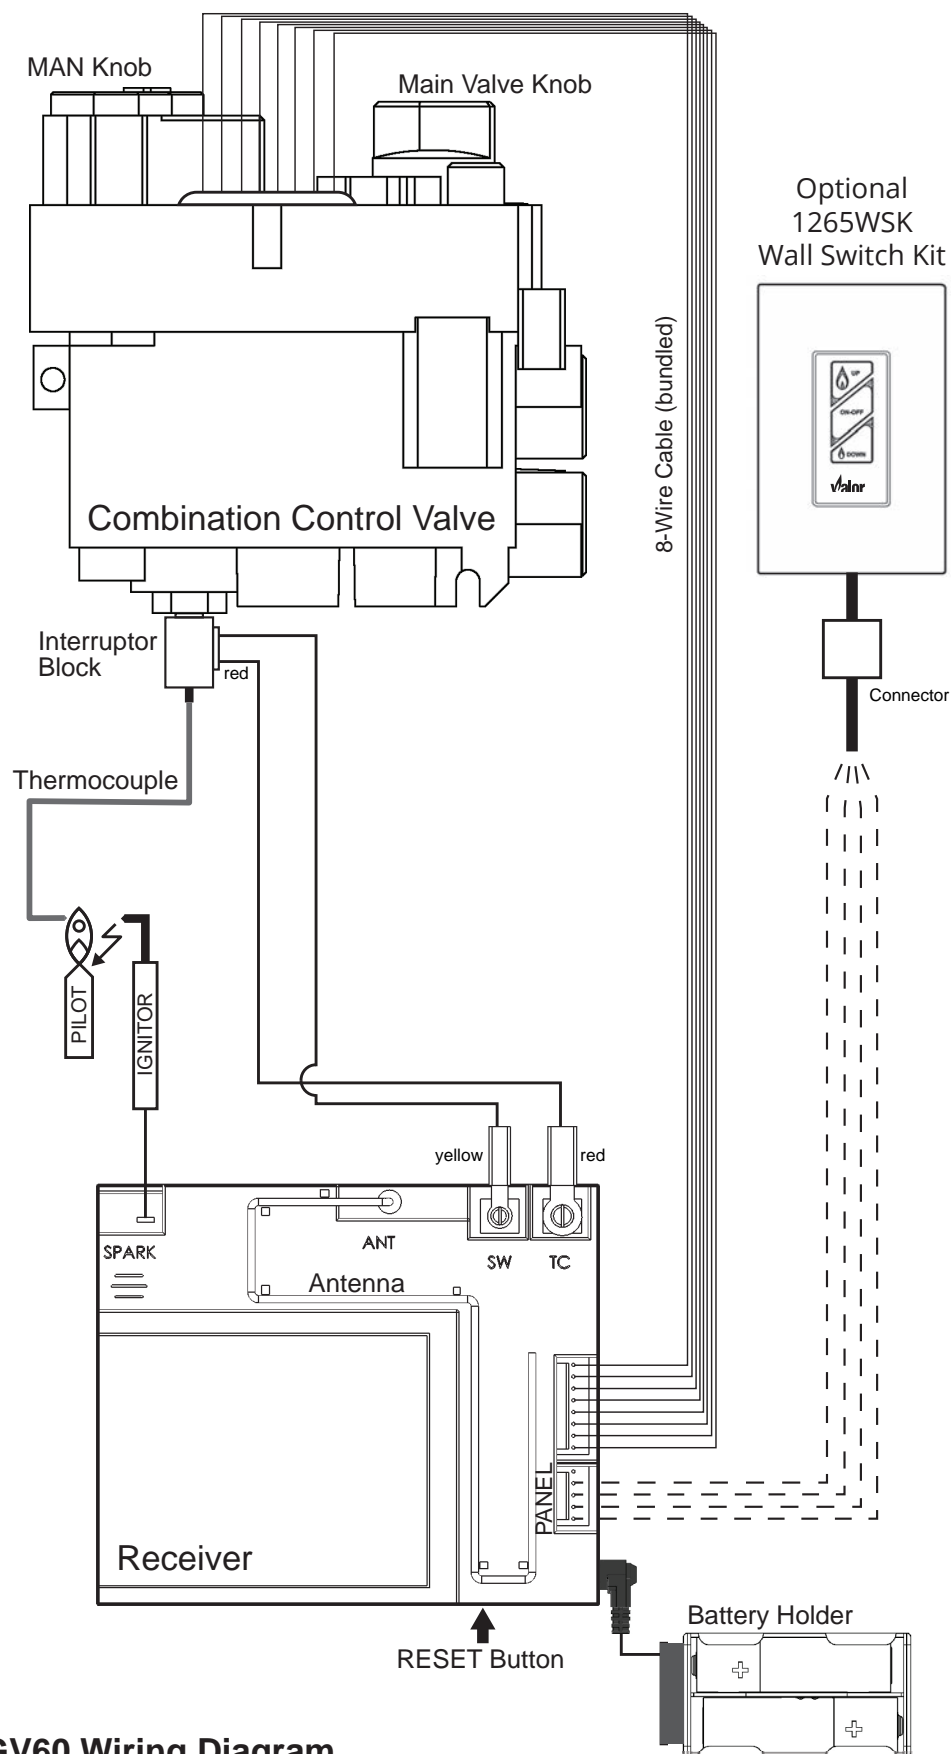 MAN Knob
Main Valve Knob
Optional
1265WSK
Wall Switch Kit
UP
ON-OFF
DOWN
Valor
8-Wire Cable (bundled)
Combination Control Valve
Interruptor
Block
red
Connector
Thermocouple
PILOT
IGNITOR
yellow
red
SPARK
ANT
SW
TC
Antenna
PANEL
Receiver
Battery Holder
RESET Button
GV60 Wiring Diagram